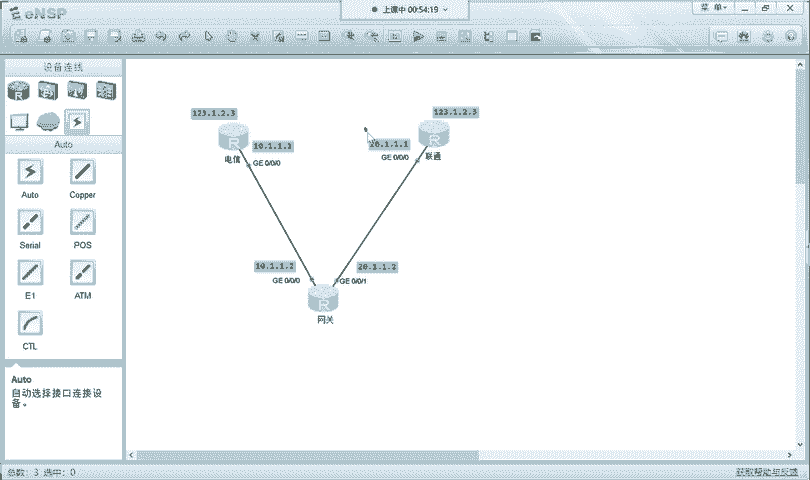 eNSP
上课中 00:54:19
菜 单
设备连线
Auto
Auto
Copper
Serial
POS
E1
ATM
CTL
Auto
自动选择接口连接设
备。
123.1.2.3
123.1.2.3
10.1.1.1
20.1.1.1
电信
GE 0/0/0
GE 0/0/0
联通
10.1.1.2
20.1.1.2
GE 0/0/0
GE 0/0/1
R
R
R
网关
总数: 3 选中: 0
获取帮助与反馈